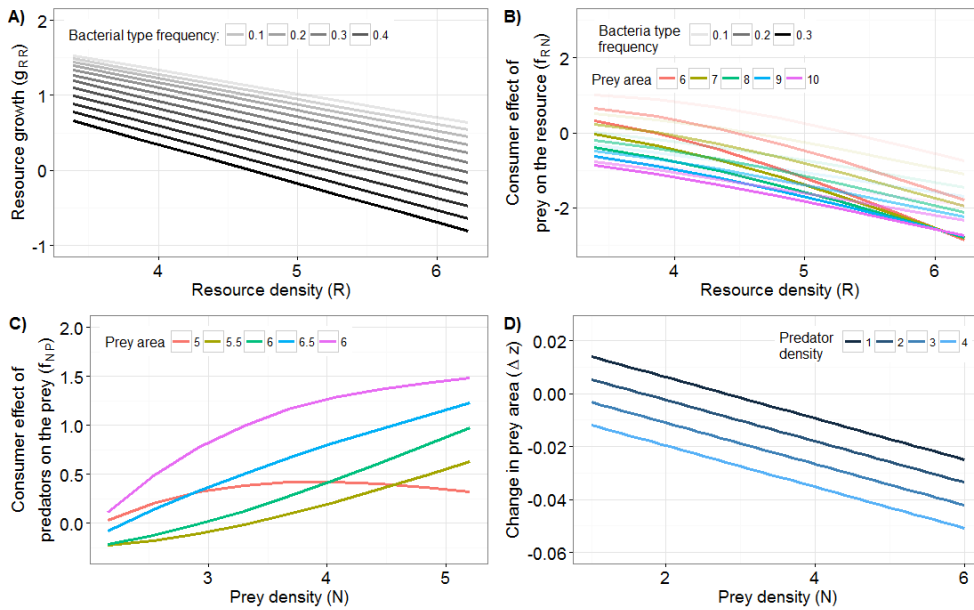 A)
Bacterial type frequency: 0.1 0.2 0.3 0.4
Resource growth (gRR)
2
1
0
-1
4 5 6
Resource density (R)
B)
Bacteria type
frequency
0.1 0.2 0.3
Prey area 6 7 8 9 10
Consumer effect of
prey on the resource (fRN)
2
0
-2
4 5 6
Resource density (R)
C)
Prey area 5 5.5 6 6.5 6
Consumer effect of
predators on the prey (fNP)
2.0
1.5
1.0
0.5
0.0
3 4 5
Prey density (N)
D)
Predator
density
1 2 3 4
Change in prey area (Δ z)
0.02
0.00
-0.02
-0.04
-0.06
2 4 6
Prey density (N)